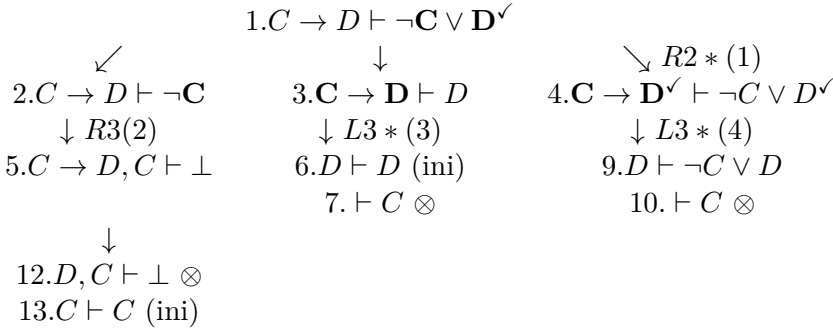 1.C → D ⊢ ¬C ∨ D✓
↙ ↓ ↘ R2 ∗ (1)
2.C → D ⊢ ¬C 3.C → D ⊢ D 4.C → D✓ ⊢ ¬C ∨ D✓
↓ R3(2) ↓ L3 ∗ (3) ↓ L3 ∗ (4)
5.C → D, C ⊢ ⊥ 6.D ⊢ D (ini) 9.D ⊢ ¬C ∨ D
7. ⊢ C ⊗ 10. ⊢ C ⊗
↓
12.D, C ⊢ ⊥ ⊗
13.C ⊢ C (ini)